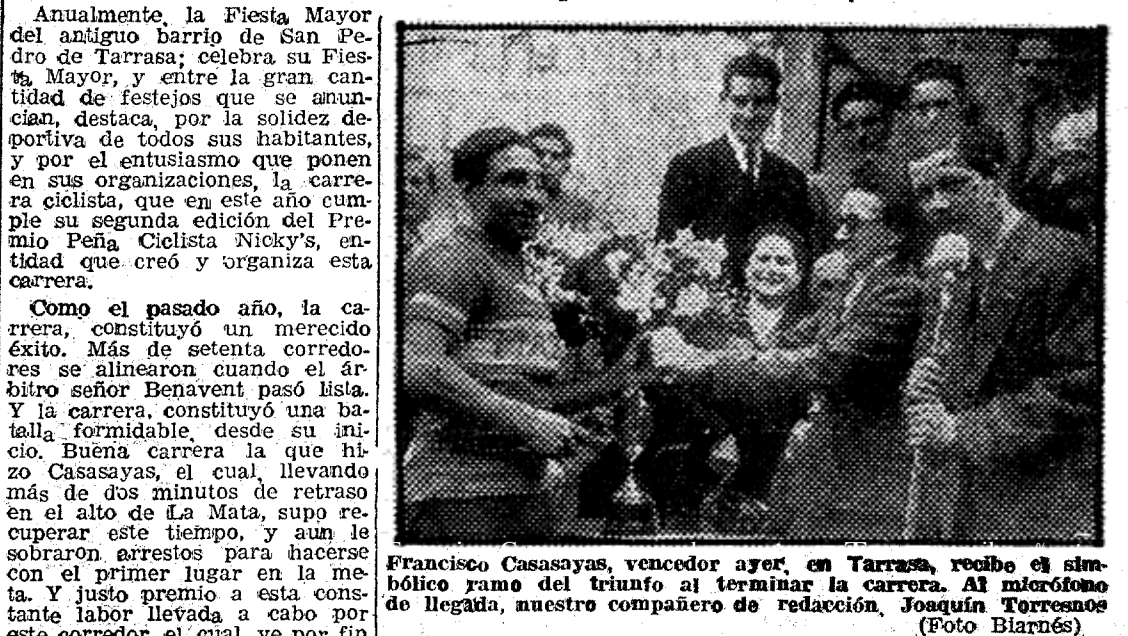 Anualmente, la Fiesta Mayor
del antiguo barrio de San Pe-
dro de Tarrasa; celebra su Fies-
ta Mayor, y entre la gran can-
tidad de festejos que se anun-
cian, destaca, por la solidez de-
portiva de todos sus habitantes,
y por el entusiasmo que ponen
en sus organizaciones, la carre-
ra ciclista, que en este año cum-
ple su segunda edición del Pre-
mio Peña Ciclista Nicky's, en-
tidad que creó y organiza esta
carrera.
Como el pasado año, la ca-
rrera, constituyó un merecido
éxito. Más de setenta corredo-
res se alinearon cuando el ár-
bitro señor Benavent pasó lista.
Y la carrera, constituyó una ba-
talla formidable, desde su ini-
cio. Buena carrera la que hi-
zo Casasayas, el cual, llevando
más de dos minutos de retraso
en el alto de La Mata, supo re-
cuperar este tiempo, y aun le
sobraron arrestos para hacerse
con el primer lugar en la me-
ta. Y justo premio a esta cons-
tante labor llevada a cabo por
este corredor, el cual, ve por fin
Francisco Casasayas, vencedor ayer, en Tarrasa, recibe el sim-
bólico ramo del triunfo al terminar la carrera. Al micrófono
de llegada, nuestro compañero de redacción, Joaquín Torresnos
(Foto Biarnés)